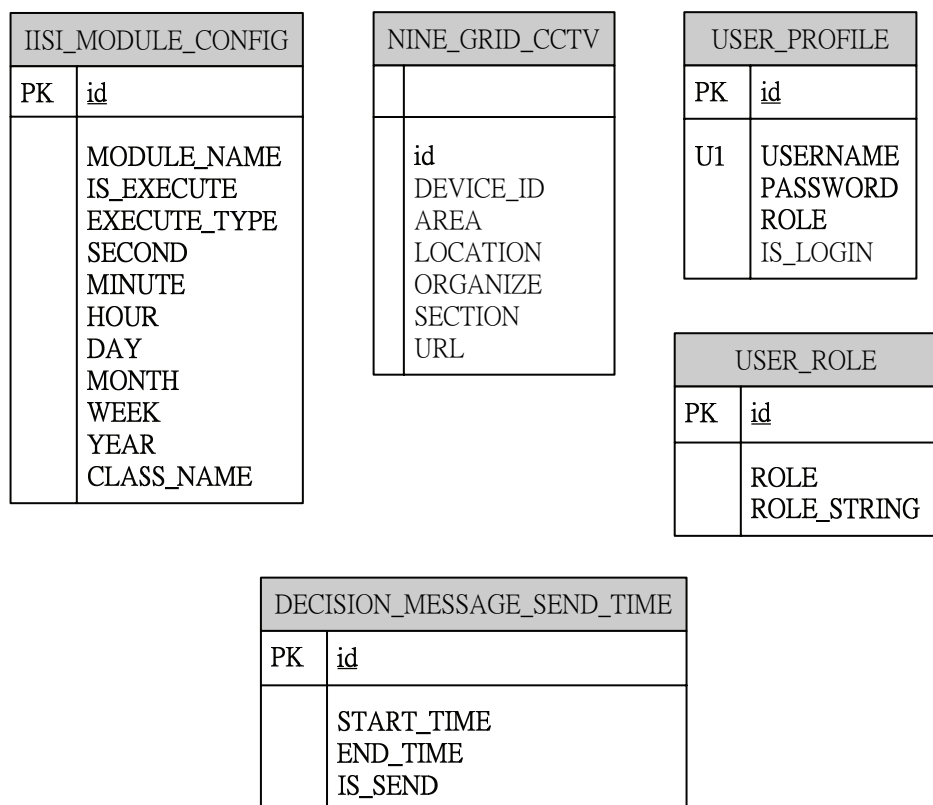 IISI_MODULE_CONFIG
PK id
MODULE_NAME
IS_EXECUTE
EXECUTE_TYPE
SECOND
MINUTE
HOUR
DAY
MONTH
WEEK
YEAR
CLASS_NAME
NINE_GRID_CCTV
id
DEVICE_ID
AREA
LOCATION
ORGANIZE
SECTION
URL
USER_PROFILE
PK id
U1 USERNAME
PASSWORD
ROLE
IS_LOGIN
USER_ROLE
PK id
ROLE
ROLE_STRING
DECISION_MESSAGE_SEND_TIME
PK id
START_TIME
END_TIME
IS_SEND